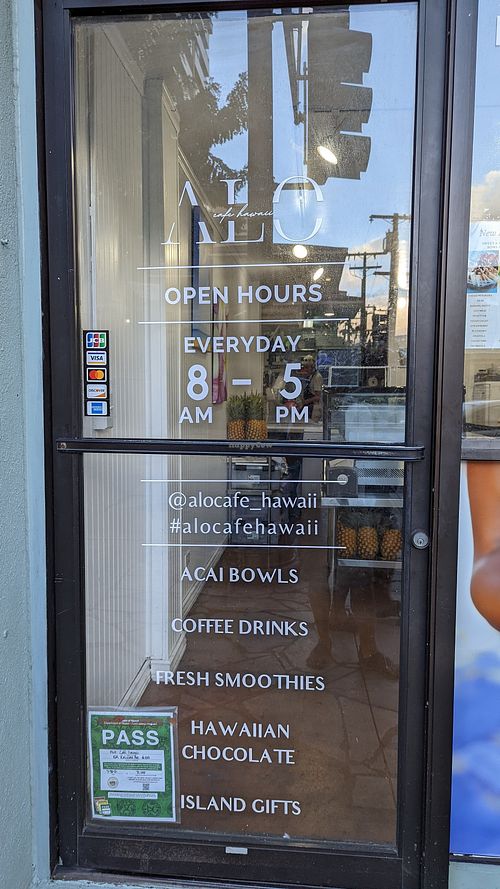 ALO
cafe hawaii
OPEN HOURS
EVERYDAY
8 - 5
AM PM
JCB
VISA
MasterCard
DISCOVER
@alocafe_hawaii
#alocafehawaii
ACAI BOWLS
COFFEE DRINKS
FRESH SMOOTHIES
HAWAIIAN
CHOCOLATE
ISLAND GIFTS
PASS